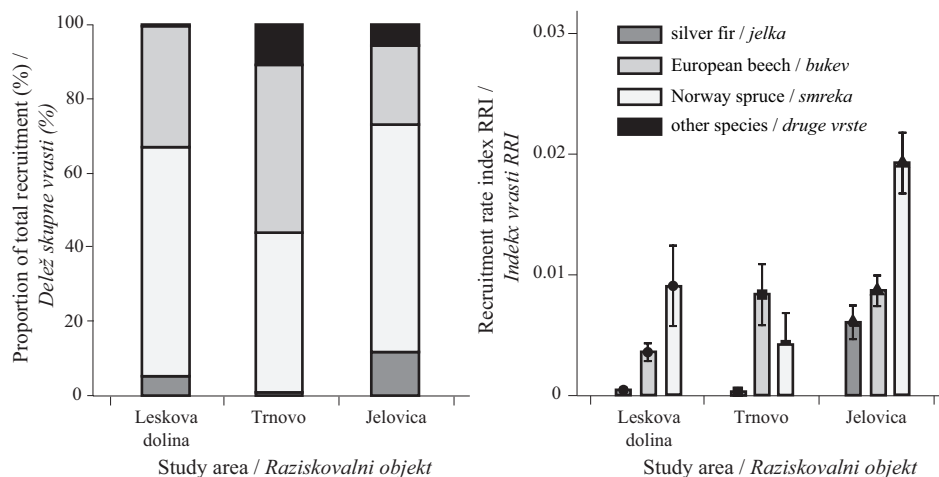 Proportion of total recruitment (%) /
Delež skupne vrasti (%)
100
80
60
40
20
0
Leskova
dolina
Trnovo
Jelovica
Study area / Raziskovalni objekt
Recruitment rate index RRI /
Indekx vrasti RRI
0.03
0.02
0.01
0
silver fir / jelka
European beech / bukev
Norway spruce / smreka
other species / druge vrste
Leskova
dolina
Trnovo
Jelovica
Study area / Raziskovalni objekt